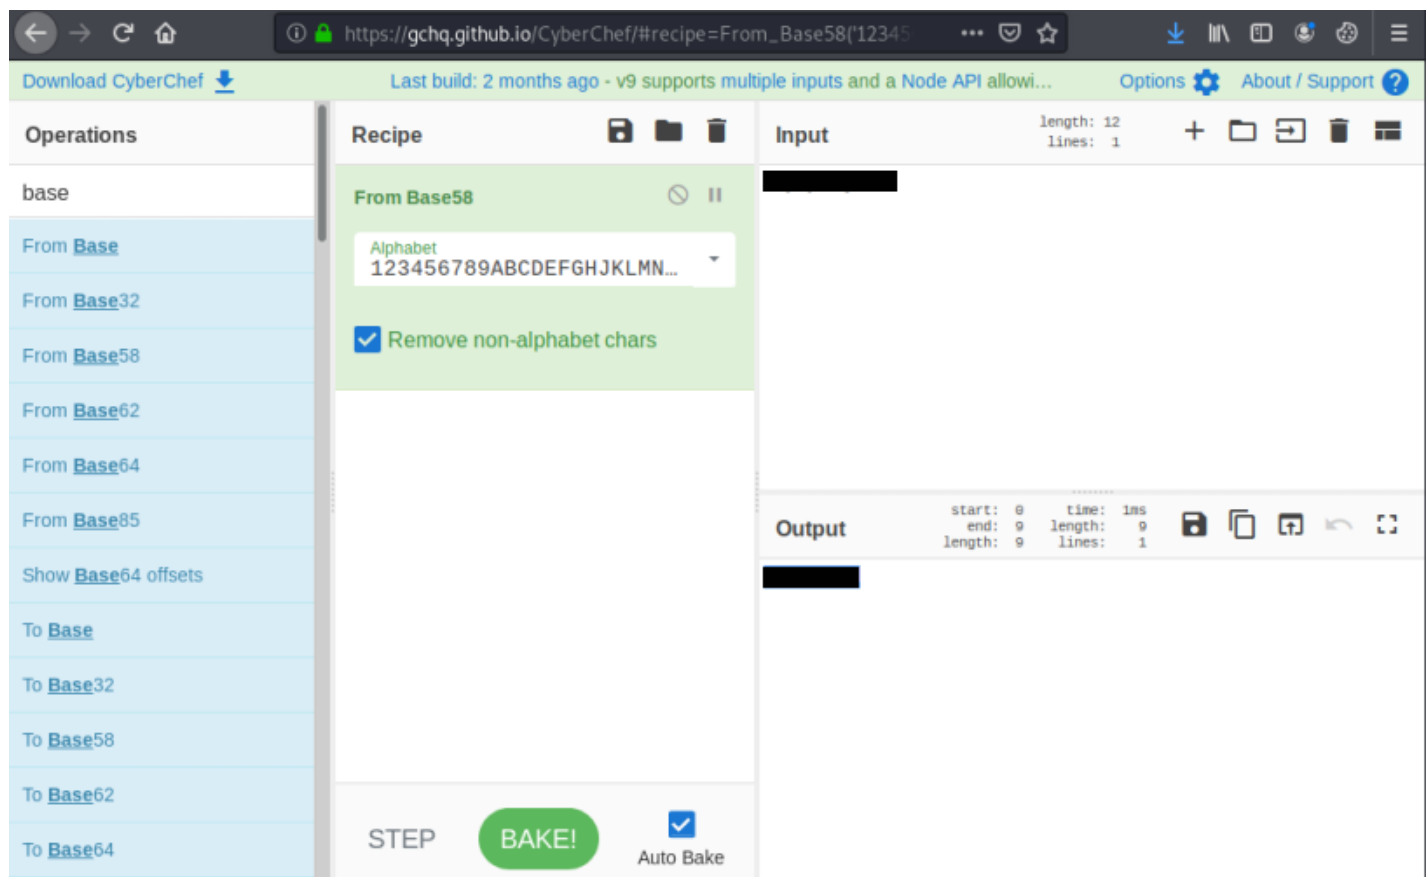 https://gchq.github.io/CyberChef/#recipe=From_Base58('12345
Download CyberChef
Last build: 2 months ago - v9 supports multiple inputs and a Node API allowi...
Options
About / Support
Operations
base
From Base
From Base32
From Base58
From Base62
From Base64
From Base85
Show Base64 offsets
To Base
To Base32
To Base58
To Base62
To Base64
Recipe
From Base58
Alphabet
123456789ABCDEFGHJKLMN...
Remove non-alphabet chars
STEP
BAKE!
Auto Bake
Input
length: 12
lines: 1
Output
start: 0
end: 9
length: 9
time: 1ms
length: 9
lines: 1